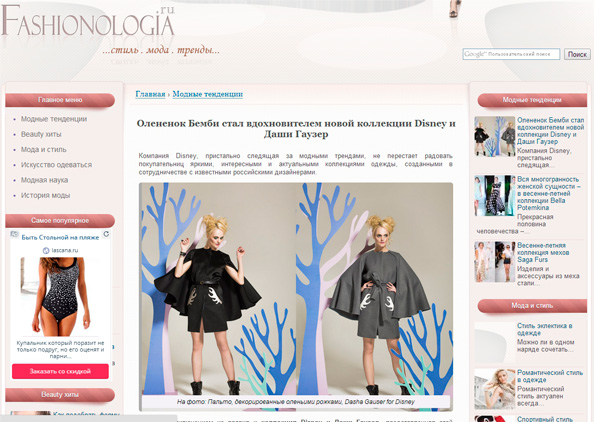 FASHIONOLOGIA.ru
...стиль . мода . тренды...
Google™ Пользовательский поиск
Поиск
Главное меню
Модные тенденции
Beauty хиты
Мода и стиль
Искусство одеваться
Модная наука
История моды
Самое популярное
Быть Стольной на пляже
lascana.ru
Купальник который поразит не
только подруг, но его оценят и
парни...
Заказать со скидкой
Beauty хиты
Главная › Модные тенденции
Олененок Бемби стал вдохновителем новой коллекции Disney и
Даши Гаузер
Компания Disney, пристально следящая за модными трендами, не перестает радовать
покупательниц яркими, интересными и актуальными коллекциями одежды, созданными в
сотрудничестве с известными российскими дизайнерами.
На фото: Пальто, декорированные оленьими рожками, Dasha Gauser for Disney
Модные тенденции
Олененок Бемби стал
вдохновителем новой
коллекции Disney и
Даши Гаузер
Компания Disney,
пристально
следящая...
Вся многогранность
женской сущности –
в весенне-летней
коллекции Bella
Potemkina
Прекрасная
половина
человечества –...
Весенне-летняя
коллекция мехов
Saga Furs
Изделия и
аксессуары из меха
стали...
Мода и стиль
Стиль эклектика в
одежде
Можно ли в одном
наряде сочетать...
Романтический стиль
в одежде
Романтический
стиль актуален
всегда...
Спортивный стиль